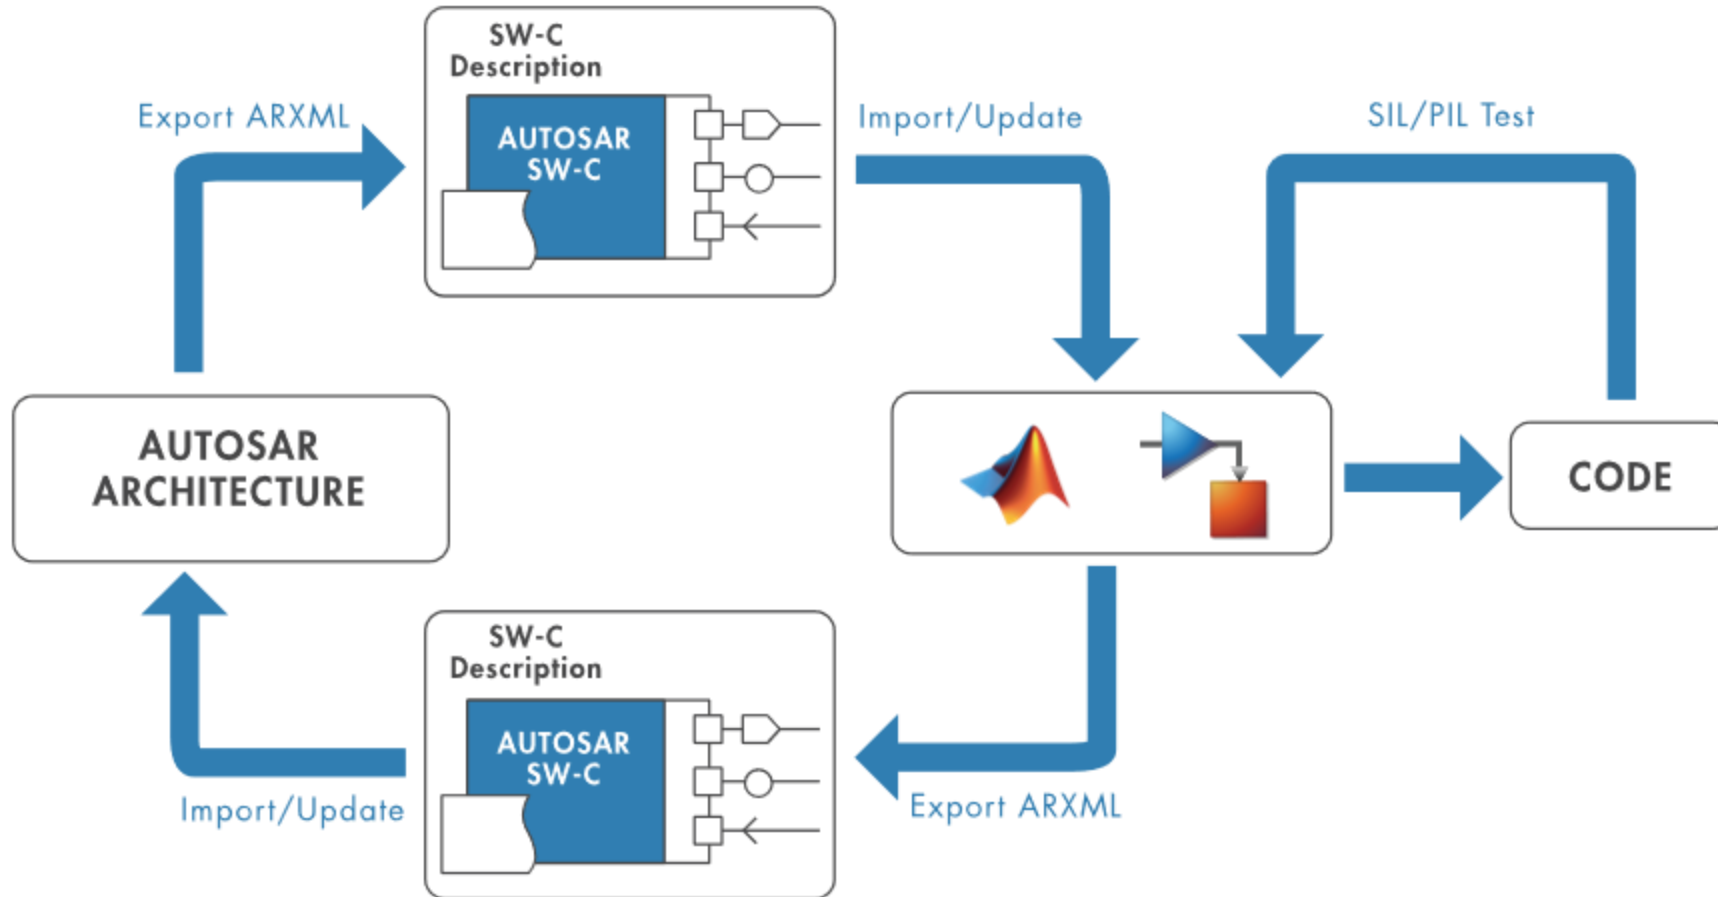 SW-C
Description
AUTOSAR
SW-C
Export ARXML
Import/Update
SIL/PIL Test
AUTOSAR
ARCHITECTURE
CODE
SW-C
Description
AUTOSAR
SW-C
Import/Update
Export ARXML